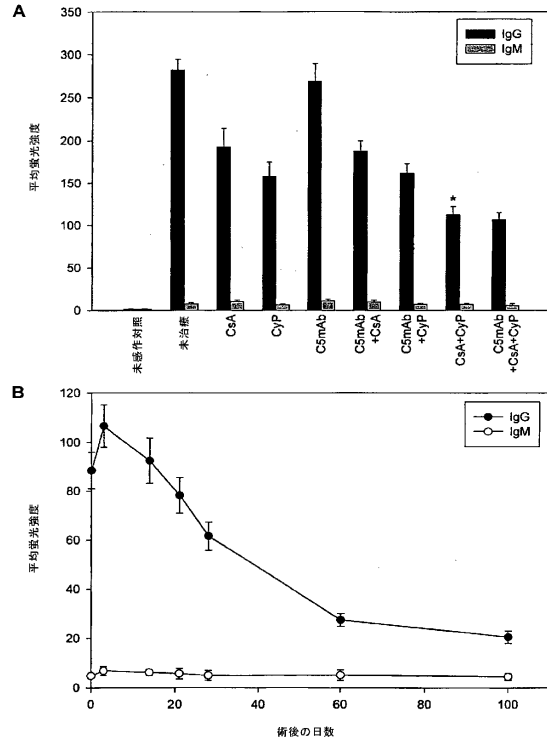 A
350
300
250
200
150
100
50
0
平均蛍光強度
IgG
IgM
*
未感作対照
未治療
CsA
CyP
C5mAb
C5mAb
+CsA
C5mAb
+CyP
CsA+CyP
C5mAb
+CsA+CyP
B
120
100
80
60
40
20
0
平均蛍光強度
IgG
IgM
0
20
40
60
80
100
術後の日数